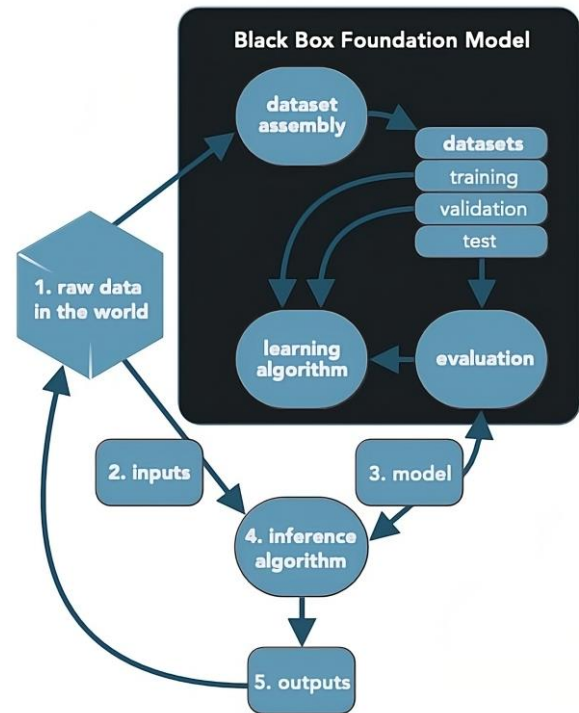 Black Box Foundation Model
dataset
assembly
datasets
training
validation
test
1. raw data
in the world
learning
algorithm
evaluation
2. inputs
3. model
4. inference
algorithm
5. outputs